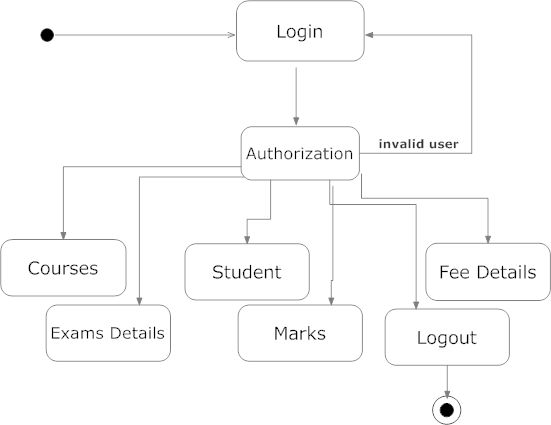 Login
Authorization
invalid user
Courses
Student
Fee Details
Exams Details
Marks
Logout